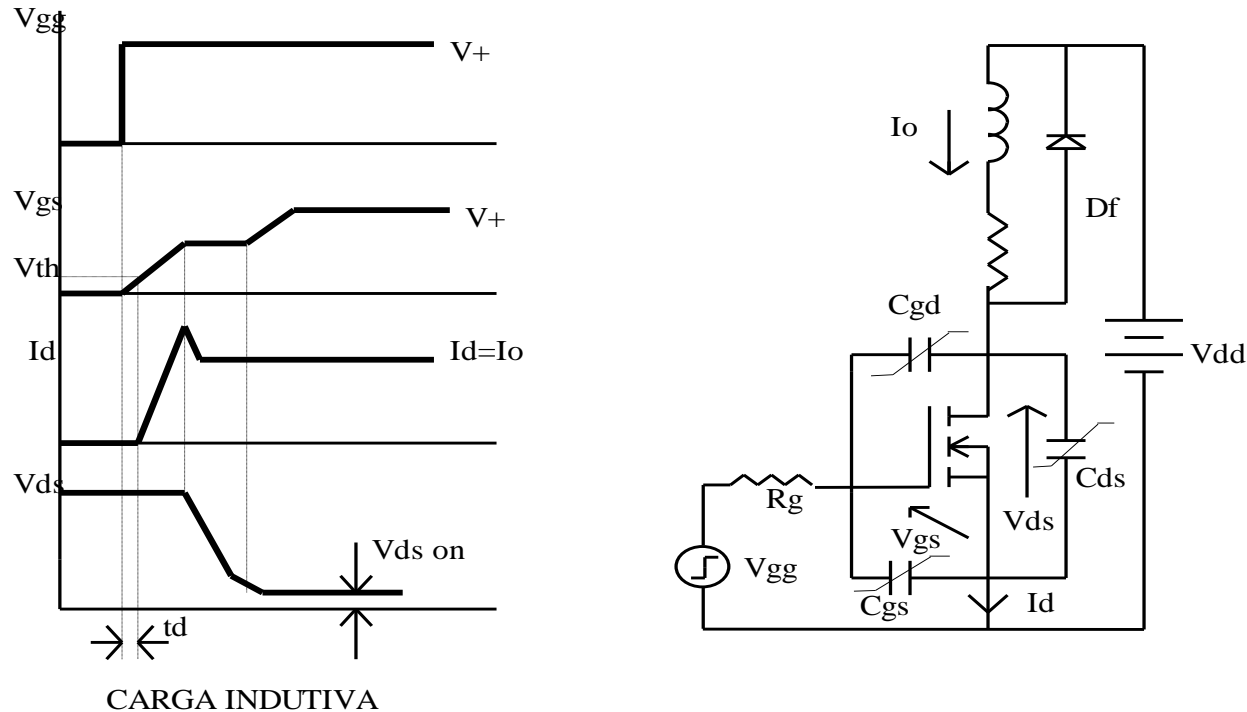 Vgg
V+
Vgs
V+
Vth
Id
Id=Io
Vds
Vds on
td
CARGA INDUTIVA
Io
Df
Cgd
Vdd
Cds
Rg
Vds
Vgs
Vgg
Cgs
Id